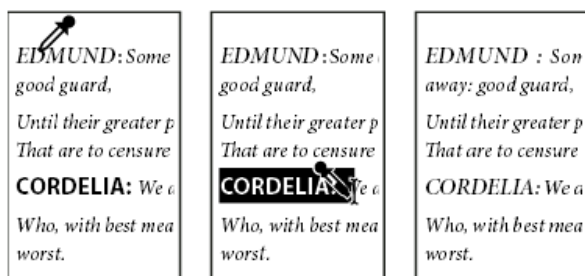 EDMUND: Some
good guard,
Until their greater p
That are to censure
CORDELIA: We a
Who, with best mea
worst.
EDMUND: Some
good guard,
Until their greater p
That are to censure
CORDELIA: We a
Who, with best mea
worst.
EDMUND : Som
away: good guard,
Until their greater p
That are to censure
CORDELIA: We a
Who, with best mea
worst.